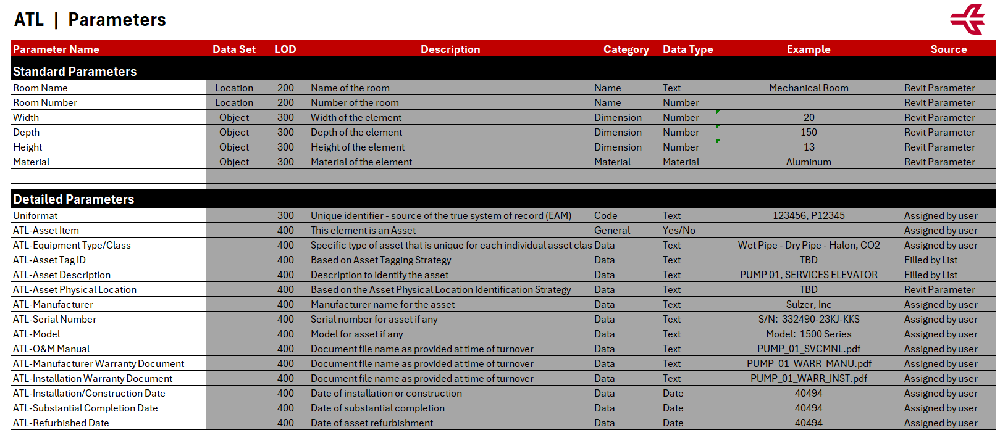 ATL | Parameters
Parameter Name Data Set LOD Description Category Data Type Example Source
Standard Parameters
Room Name Location 200 Name of the room Name Text Mechanical Room Revit Parameter
Room Number Location 200 Number of the room Name Number Revit Parameter
Width Object 300 Width of the element Dimension Number 20 Revit Parameter
Depth Object 300 Depth of the element Dimension Number 150 Revit Parameter
Height Object 300 Height of the element Dimension Number 13 Revit Parameter
Material Object 300 Material of the element Material Material Aluminum Revit Parameter
Detailed Parameters
Uniformat 300 Unique identifier - source of the true system of record (EAM) Code Text 123456, P12345 Assigned by user
ATL-Asset Item 400 This element is an Asset General Yes/No Assigned by user
ATL-Equipment Type/Class 400 Specific type of asset that is unique for each individual asset clas Data Text Wet Pipe - Dry Pipe - Halon, CO2 Assigned by user
ATL-Asset Tag ID 400 Based on Asset Tagging Strategy Data Text TBD Filled by List
ATL-Asset Description 400 Description to identify the asset Data Text PUMP 01, SERVICES ELEVATOR Filled by List
ATL-Asset Physical Location 400 Based on the Asset Physical Location Identification Strategy Data Text TBD Revit Parameter
ATL-Manufacturer 400 Manufacturer name for the asset Data Text Sulzer, Inc Assigned by user
ATL-Serial Number 400 Serial number for asset if any Data Text S/N: 332490-23KJ-KKS Assigned by user
ATL-Model 400 Model for asset if any Data Text Model: 1500 Series Assigned by user
ATL-O&M Manual 400 Document file name as provided at time of turnover Data Text PUMP_01_SVCMNL.pdf Assigned by user
ATL-Manufacturer Warranty Document 400 Document file name as provided at time of turnover Data Text PUMP_01_WARR_MANU.pdf Assigned by user
ATL-Installation Warranty Document 400 Document file name as provided at time of turnover Data Text PUMP_01_WARR_INST.pdf Assigned by user
ATL-Installation/Construction Date 400 Date of installation or construction Data Date 40494 Assigned by user
ATL-Substantial Completion Date 400 Date of substantial completion Data Date 40494 Assigned by user
ATL-Refurbished Date 400 Date of asset refurbishment Data Date 40494 Assigned by user